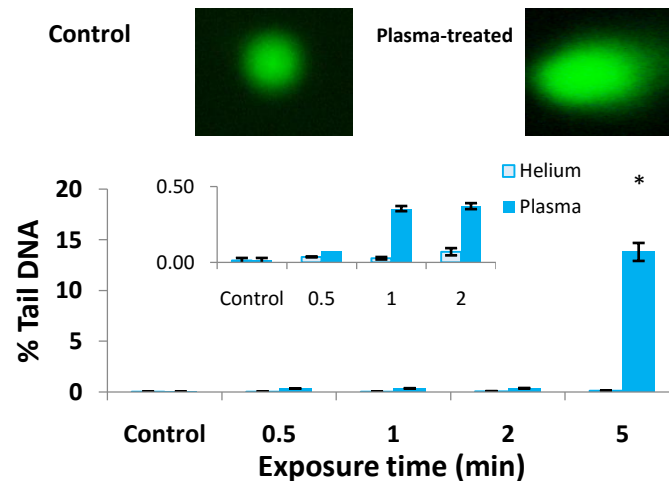 Control
Plasma-treated
Helium
Plasma
*
0.50
0.00
Control 0.5 1 2
% Tail DNA
20
15
10
5
0
Control 0.5 1 2 5
Exposure time (min)